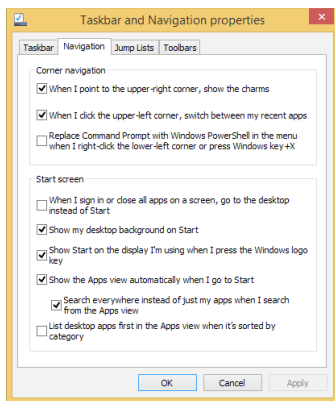 Taskbar and Navigation properties
Taskbar Navigation Jump Lists Toolbars
Corner navigation
When I point to the upper-right corner, show the charms
When I click the upper-left corner, switch between my recent apps
Replace Command Prompt with Windows PowerShell in the menu
when I right-click the lower-left corner or press Windows key+X
Start screen
When I sign in or close all apps on a screen, go to the desktop
instead of Start
Show my desktop background on Start
Show Start on the display I'm using when I press the Windows logo
key
Show the Apps view automatically when I go to Start
Search everywhere instead of just my apps when I search
from the Apps view
List desktop apps first in the Apps view when it's sorted by
category
OK Cancel Apply